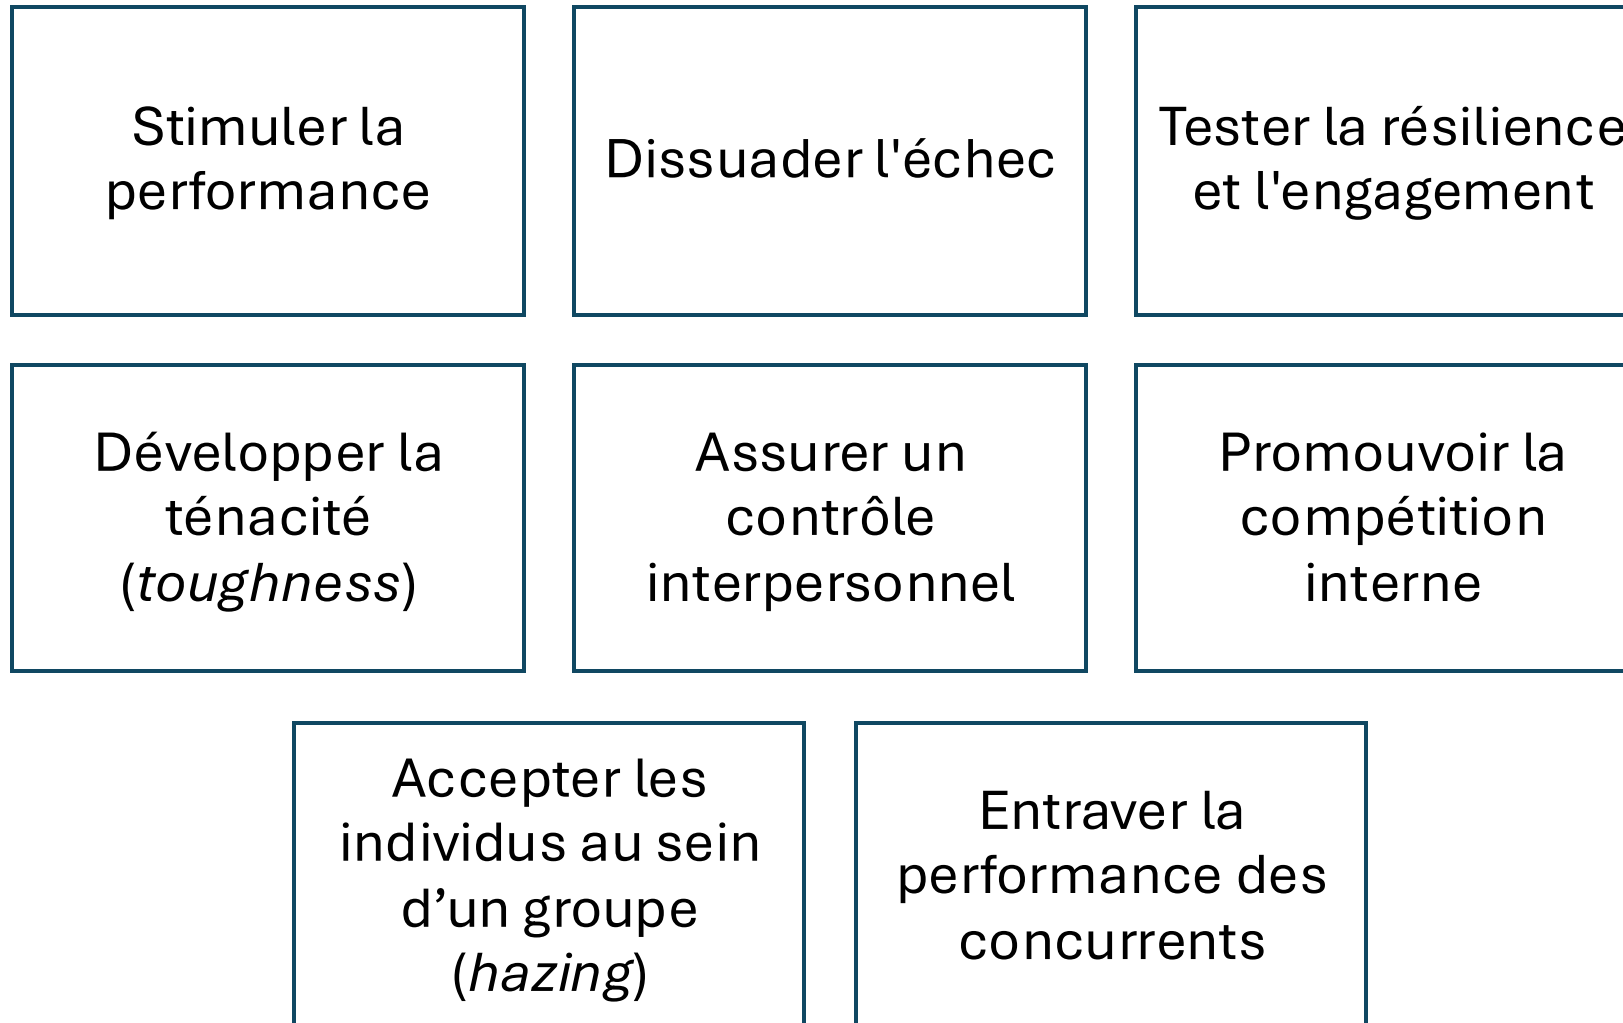 Stimuler la
performance
Dissuader l'échec
Tester la résilience
et l'engagement
Développer la
ténacité
(toughness)
Assurer un
contrôle
interpersonnel
Promouvoir la
compétition
interne
Accepter les
individus au sein
d’un groupe
(hazing)
Entraver la
performance des
concurrents